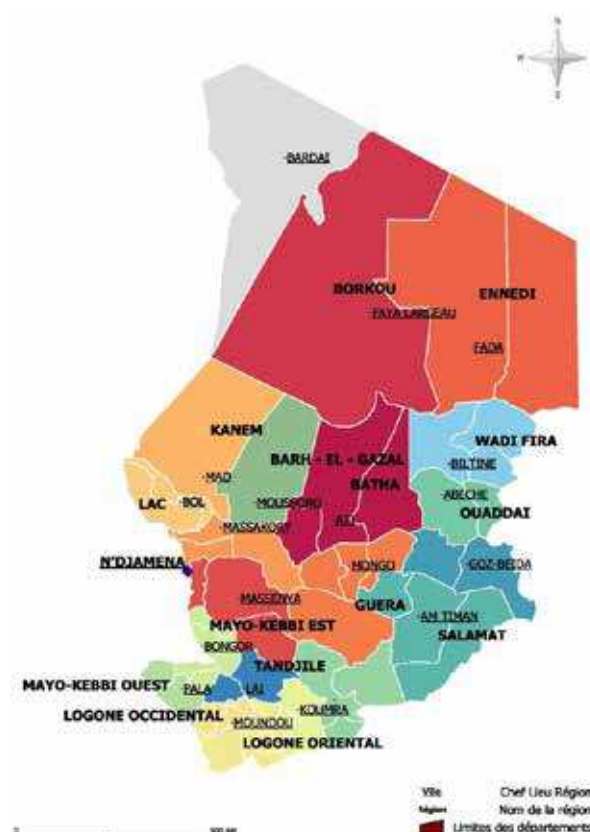 N
W
S
BARDAI
BORKOU
ENNEDI
FAYA LARGEAU
FADA
KANEM
WADI FIRA
BARH - EL - GAZAL
BILTINE
MAO
BATHA
LAC
BOL
MOUSSORO
ABECHE
OUADDAI
MASSAKORY
ATI
N'DJAMENA
MONGO
GOZ-BEIDA
MASSENYA
GUERA
AM TIMAN
MAYO-KEBBI EST
SALAMAT
BONGOR
TANDJILE
MAYO-KEBBI OUEST
PALA
LAI
LOGONE OCCIDENTAL
KOUMRA
MOUNDOU
LOGONE ORIENTAL
Ville Chef Lieu Région
Région Nom de la région
Limites des départements